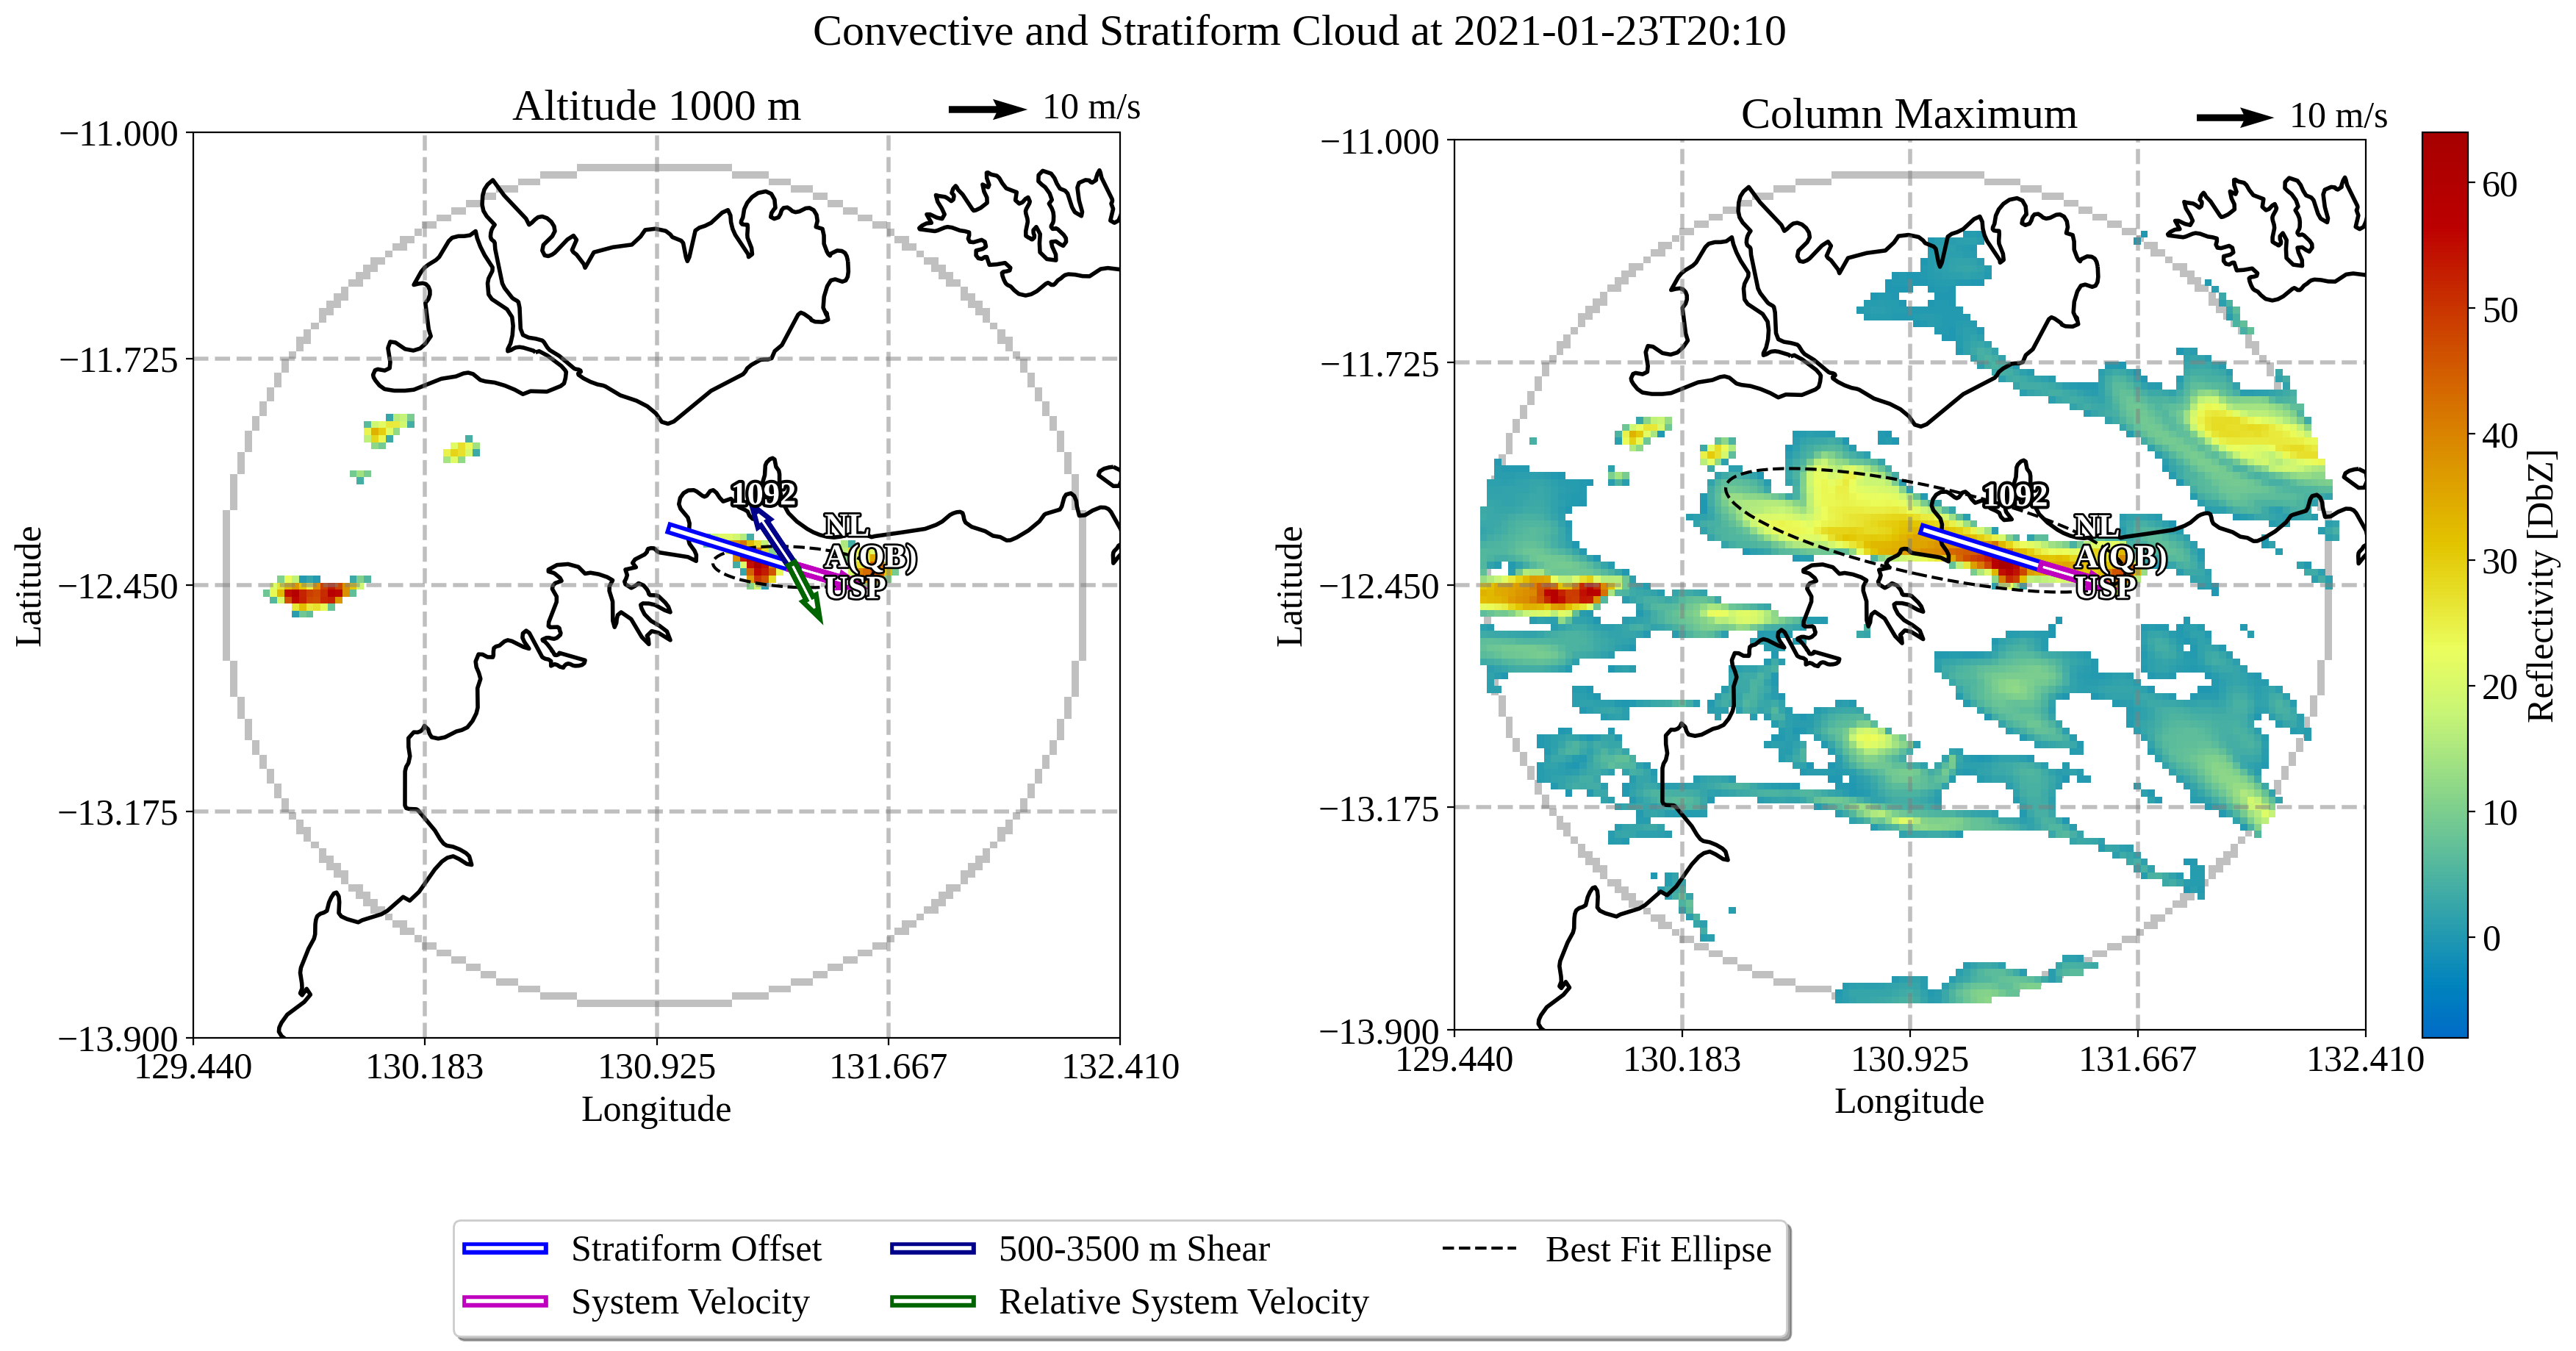 Convective and Stratiform Cloud at 2021-01-23T20:10
Altitude 1000 m
10 m/s
Column Maximum
10 m/s
−11.000
−11.725
−12.450
−13.175
−13.900
Latitude
129.440
130.183
130.925
131.667
132.410
Longitude
1092
NL
A(QB)
USP
−11.000
−11.725
−12.450
−13.175
−13.900
Latitude
129.440
130.183
130.925
131.667
132.410
Longitude
1092
NL
A(QB)
USP
60
50
40
30
20
10
0
Reflectivity [DbZ]
Stratiform Offset
System Velocity
500-3500 m Shear
Relative System Velocity
Best Fit Ellipse